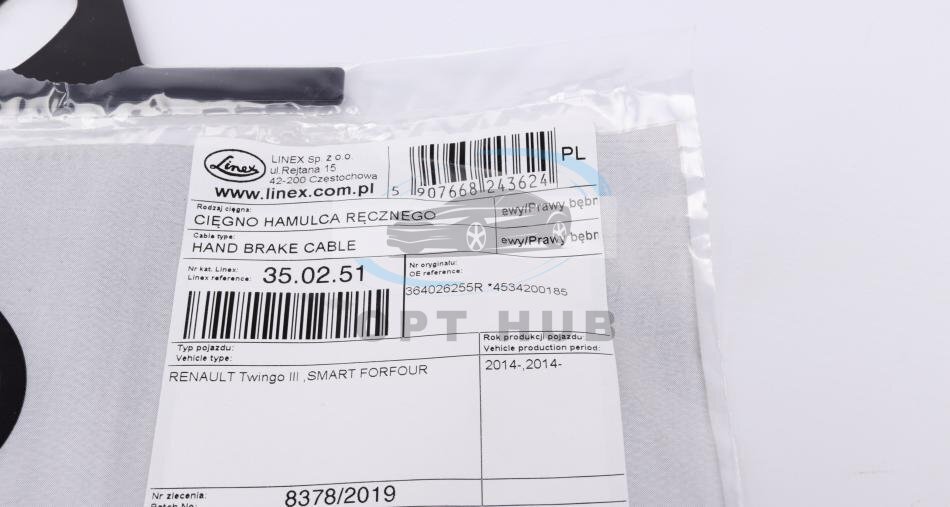 Linex
LINEX Sp. z o.o.
ul.Rejtana 15
42-200 Częstochowa
www.linex.com.pl
5 907668 243624
PL
Rodzaj cięgna:
CIĘGNO HAMULCA RĘCZNEGO
ewy/Prawy bębn
Cable type:
HAND BRAKE CABLE
ewy/Prawy bębn
Nr kat. Linex:
Linex reference:
35.02.51
Nr oryginału:
OE reference:
364026255R *4534200185
OPT HUB
Typ pojazdu:
Vehicle type:
Rok produkcji pojazdu:
Vehicle production period:
RENAULT Twingo III ,SMART FORFOUR
2014-,2014-
Nr zlecenia:
Batch No:
8378/2019